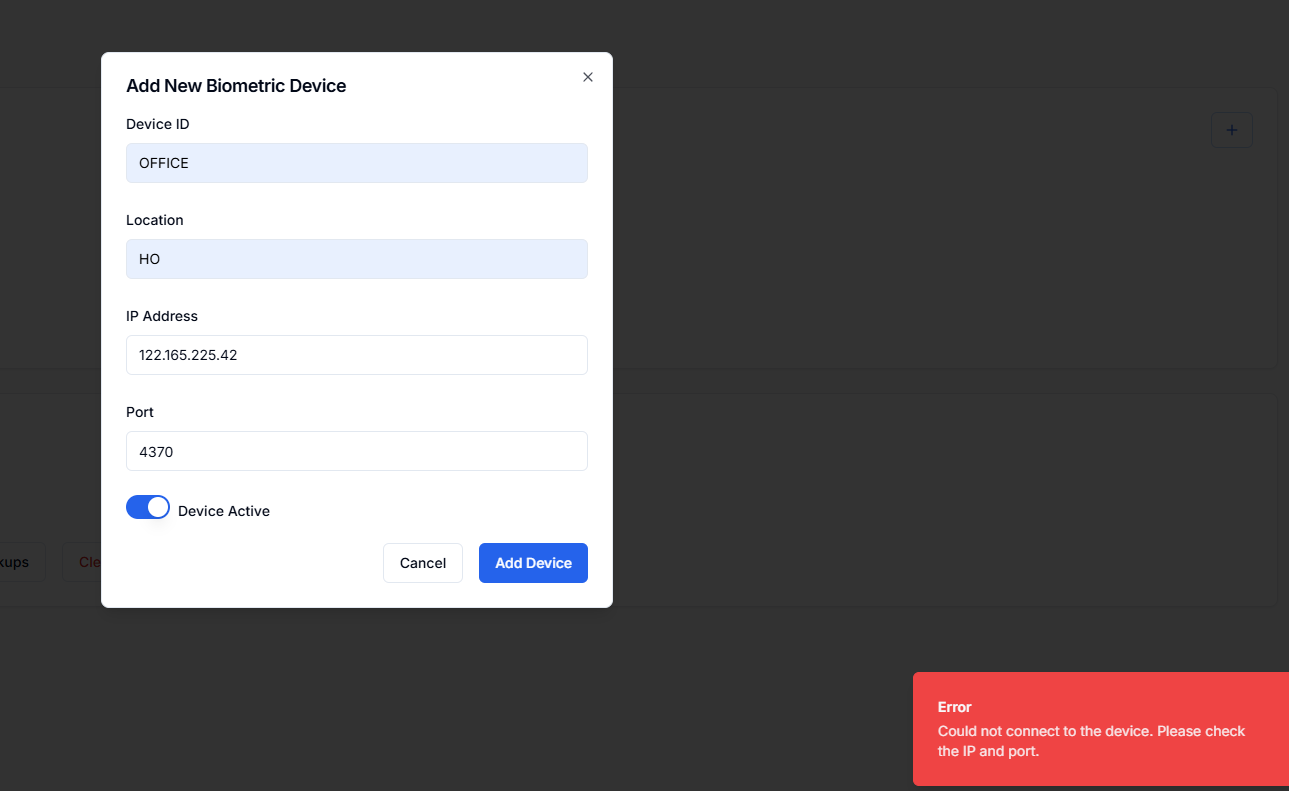 Add New Biometric Device
Device ID
OFFICE
Location
HO
IP Address
122.165.225.42
Port
4370
Device Active
kups
Cle
Cancel
Add Device
Error
Could not connect to the device. Please check
the IP and port.